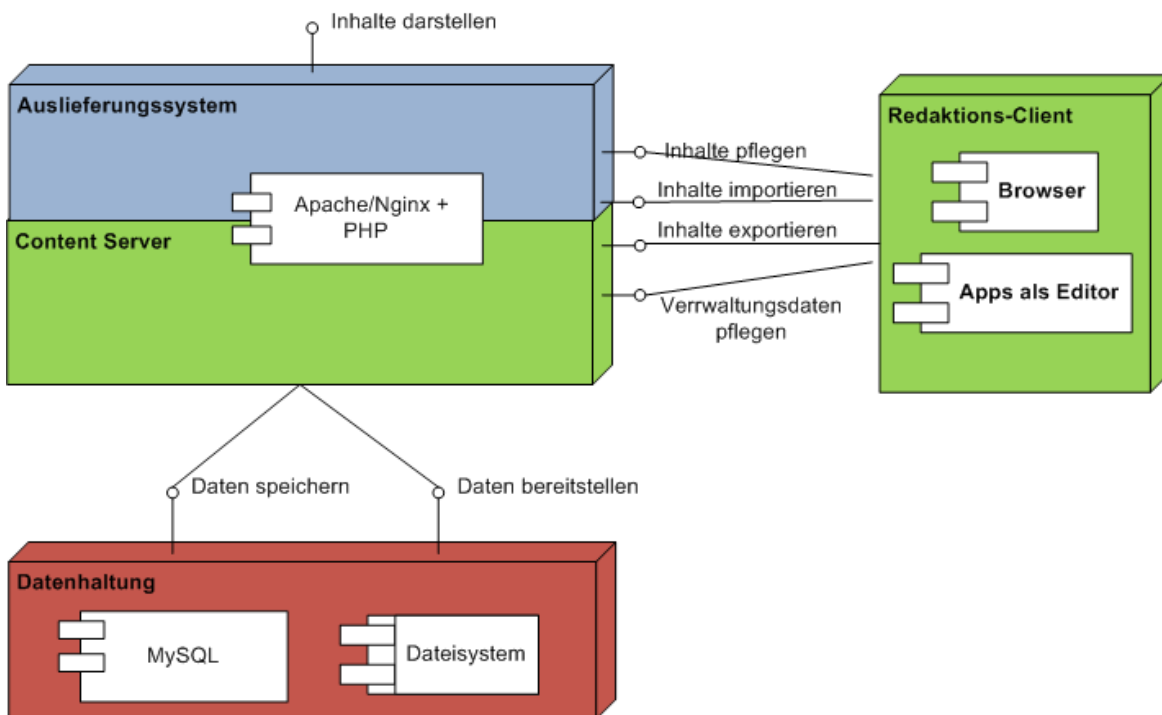 Inhalte darstellen
Auslieferungssystem
Redaktions-Client
Inhalte pflegen
Browser
Inhalte importieren
Apache/Nginx +
PHP
Content Server
Inhalte exportieren
Apps als Editor
Verrwaltungsdaten
pflegen
Daten speichern
Daten bereitstellen
Datenhaltung
MySQL
Dateisystem